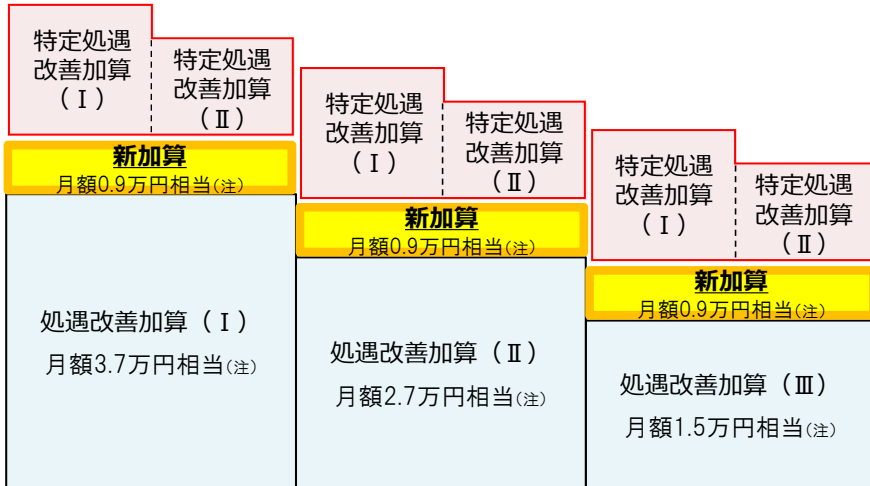 特定処遇
改善加算
（Ⅰ）
特定処遇
改善加算
（Ⅱ）
新加算
月額0.9万円相当(注)
処遇改善加算（Ⅰ）
月額3.7万円相当(注)
特定処遇
改善加算
（Ⅰ）
特定処遇
改善加算
（Ⅱ）
新加算
月額0.9万円相当(注)
処遇改善加算（Ⅱ）
月額2.7万円相当(注)
特定処遇
改善加算
（Ⅰ）
特定処遇
改善加算
（Ⅱ）
新加算
月額0.9万円相当(注)
処遇改善加算（Ⅲ）
月額1.5万円相当(注)